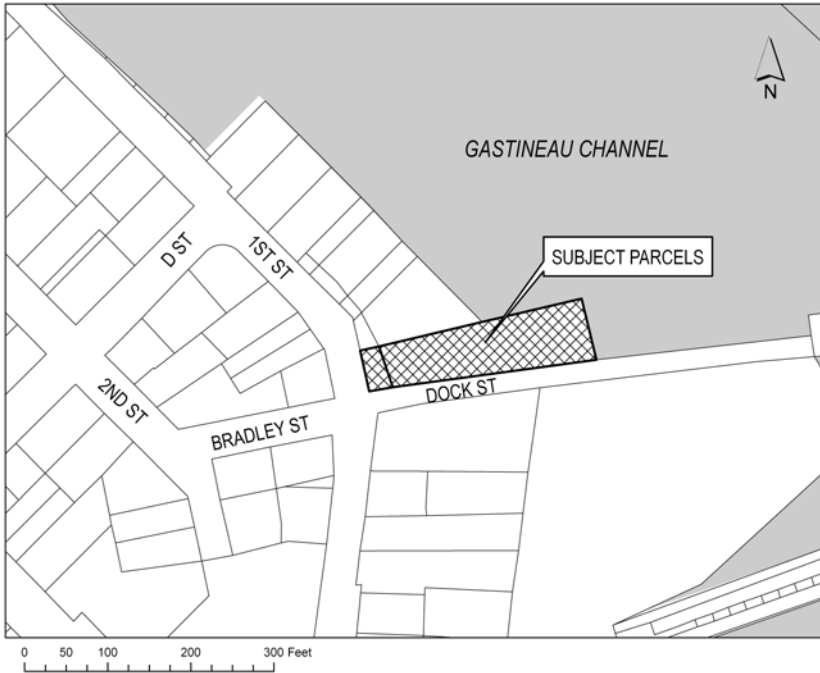 N
GASTINEAU CHANNEL
SUBJECT PARCELS
D ST
1ST ST
2ND ST
DOCK ST
BRADLEY ST
0 50 100 200 300 Feet